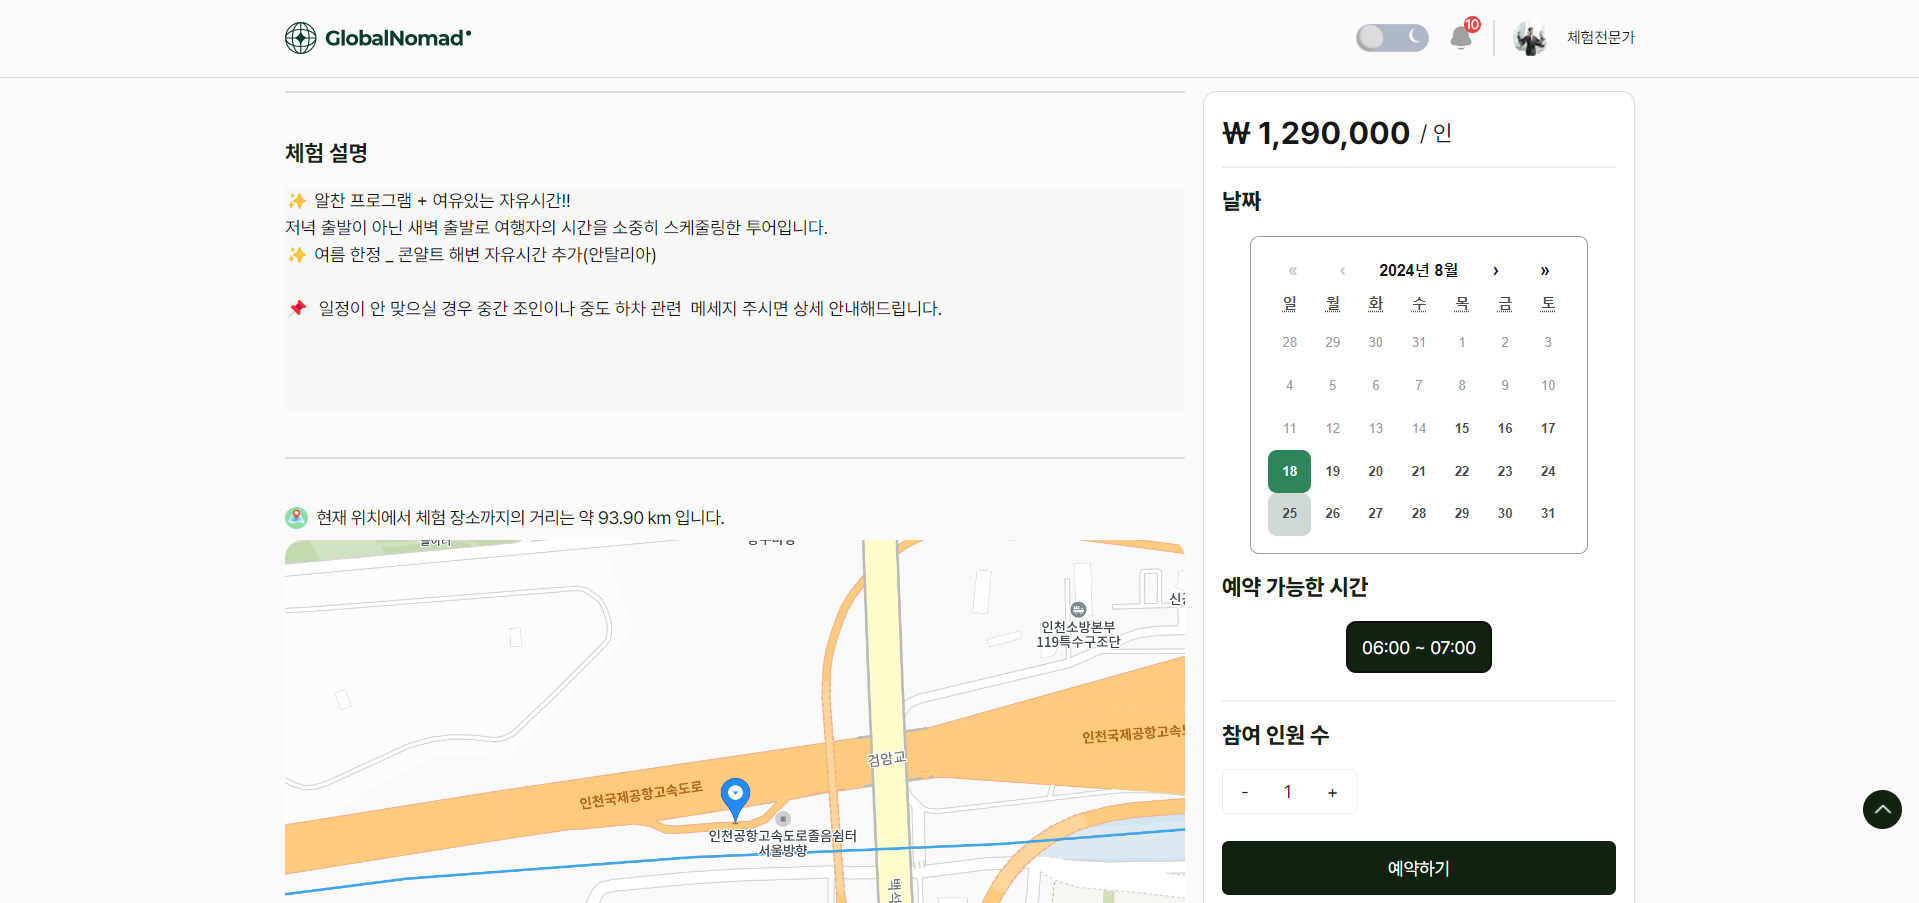 GlobalNomad
10
체험전문가
체험 설명
✨ 알찬 프로그램 + 여유있는 자유시간!!
저녁 출발이 아닌 새벽 출발로 여행자의 시간을 소중히 스케줄링한 투어입니다.
✨ 여름 한정 _ 콘얄트 해변 자유시간 추가(안탈리아)
📌 일정이 안 맞으실 경우 중간 조인이나 중도 하차 관련 메세지 주시면 상세 안내해드립니다.
현재 위치에서 체험 장소까지의 거리는 약 93.90 km 입니다.
인천소방본부
119특수구조단
인천국제공항고속도
검암교
인천국제공항고속도로
인천공항고속도로졸음쉼터
서울방향
백석
₩ 1,290,000 / 인
날짜
« ‹ 2024년 8월 › »
일 월 화 수 목 금 토
28 29 30 31 1 2 3
4 5 6 7 8 9 10
11 12 13 14 15 16 17
18 19 20 21 22 23 24
25 26 27 28 29 30 31
예약 가능한 시간
06:00 ~ 07:00
참여 인원 수
- 1 +
예약하기